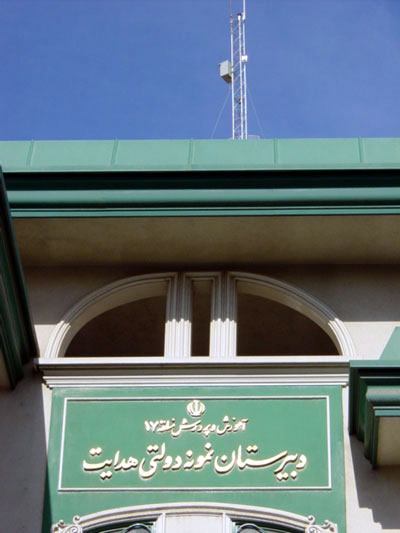 آموزش و پرورش منطقه ۱۷
دبیرستان نمونه دولتی هدایت